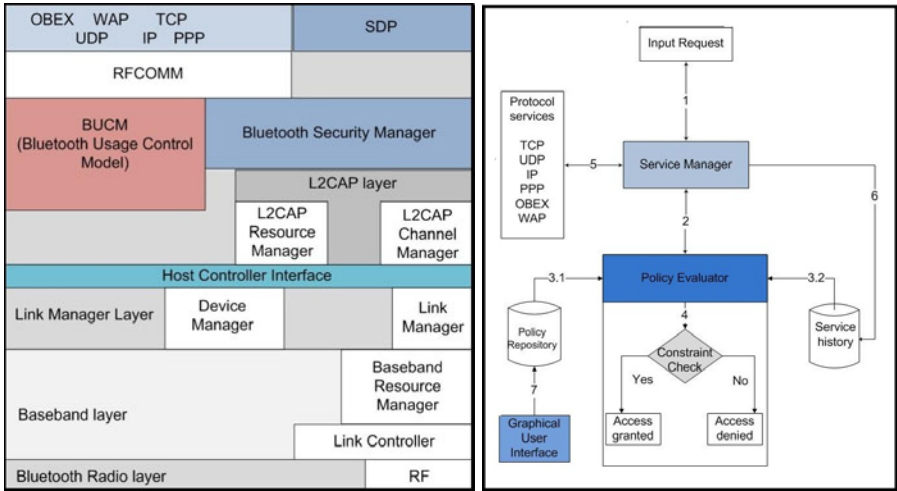 OBEX WAP TCP
UDP IP PPP
SDP
RFCOMM
BUCM
(Bluetooth Usage Control
Model)
Bluetooth Security Manager
L2CAP layer
L2CAP
Resource
Manager
L2CAP
Channel
Manager
Host Controller Interface
Link Manager Layer
Device
Manager
Link
Manager
Baseband layer
Baseband
Resource
Manager
Link Controller
Bluetooth Radio layer
RF
Input Request
1
Protocol
services
TCP
UDP
IP
PPP
OBEX
WAP
5
Service Manager
6
2
Policy Evaluator
3.1
3.2
Policy
Repository
4
Constraint
Check
Service
history
Yes
No
7
Graphical
User
Interface
Access
granted
Access
denied